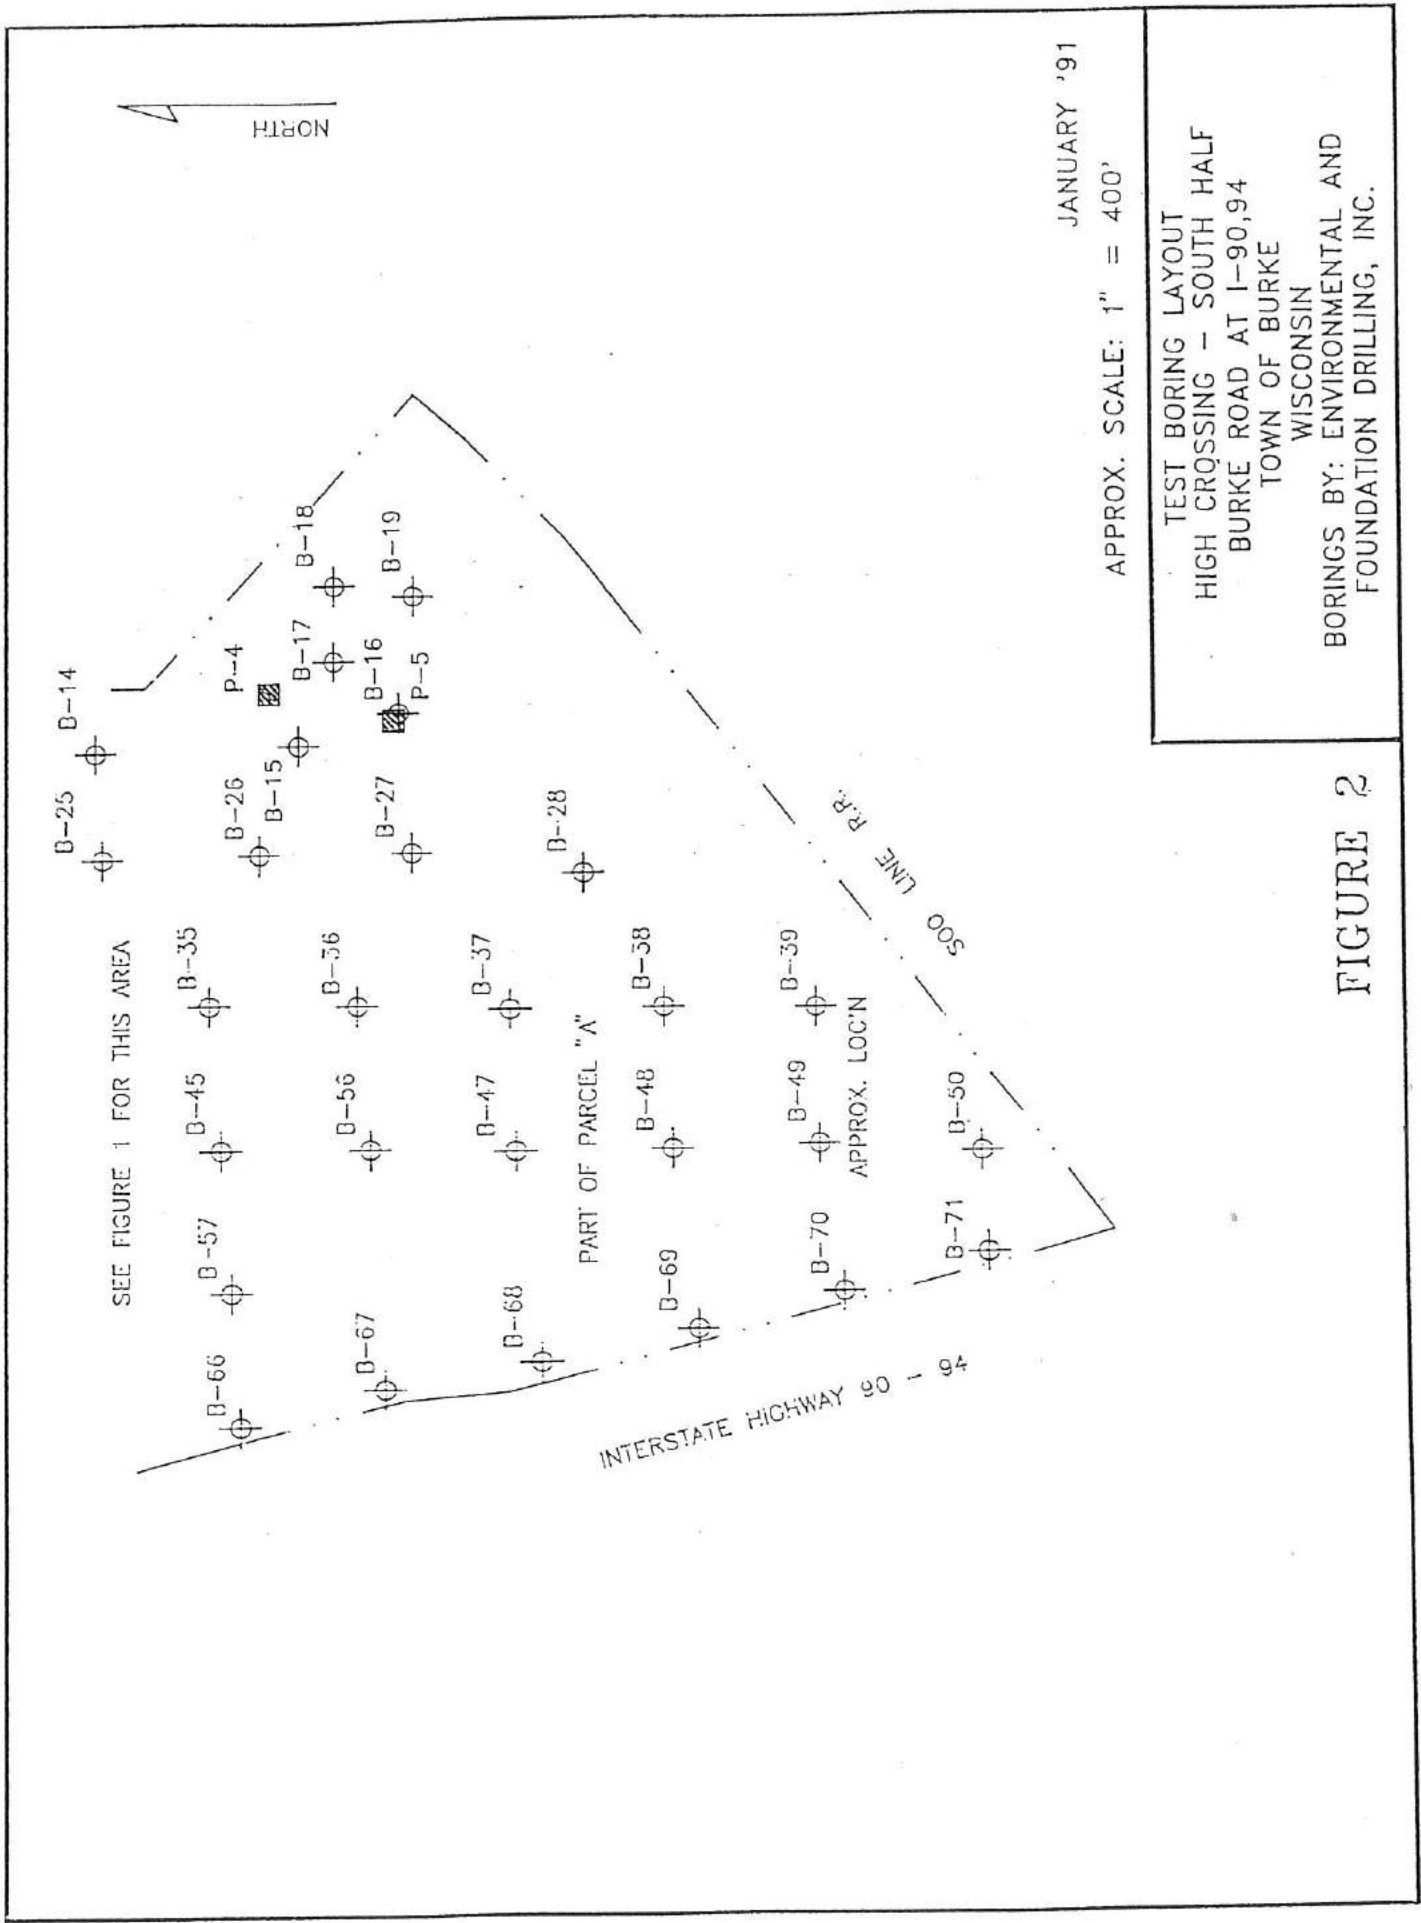 NORTH
B-14
B-25
P-4
B-18
B-26
B-15
B-17
B-19
B-16
P-5
B-27
B-28
SEE FIGURE 1 FOR THIS AREA
B-35
B-36
B-37
B-38
B-39
B-45
B-56
B-47
B-48
B-49
B-50
PART OF PARCEL "A"
APPROX. LOC'N
B-57
B-66
B-67
B-68
B-69
B-70
B-71
SOO LINE R.R.
INTERSTATE HIGHWAY 90 - 94
JANUARY '91
APPROX. SCALE: 1" = 400'
TEST BORING LAYOUT
HIGH CROSSING - SOUTH HALF
BURKE ROAD AT I-90,94
TOWN OF BURKE
WISCONSIN
BORINGS BY: ENVIRONMENTAL AND
FOUNDATION DRILLING, INC.
FIGURE 2